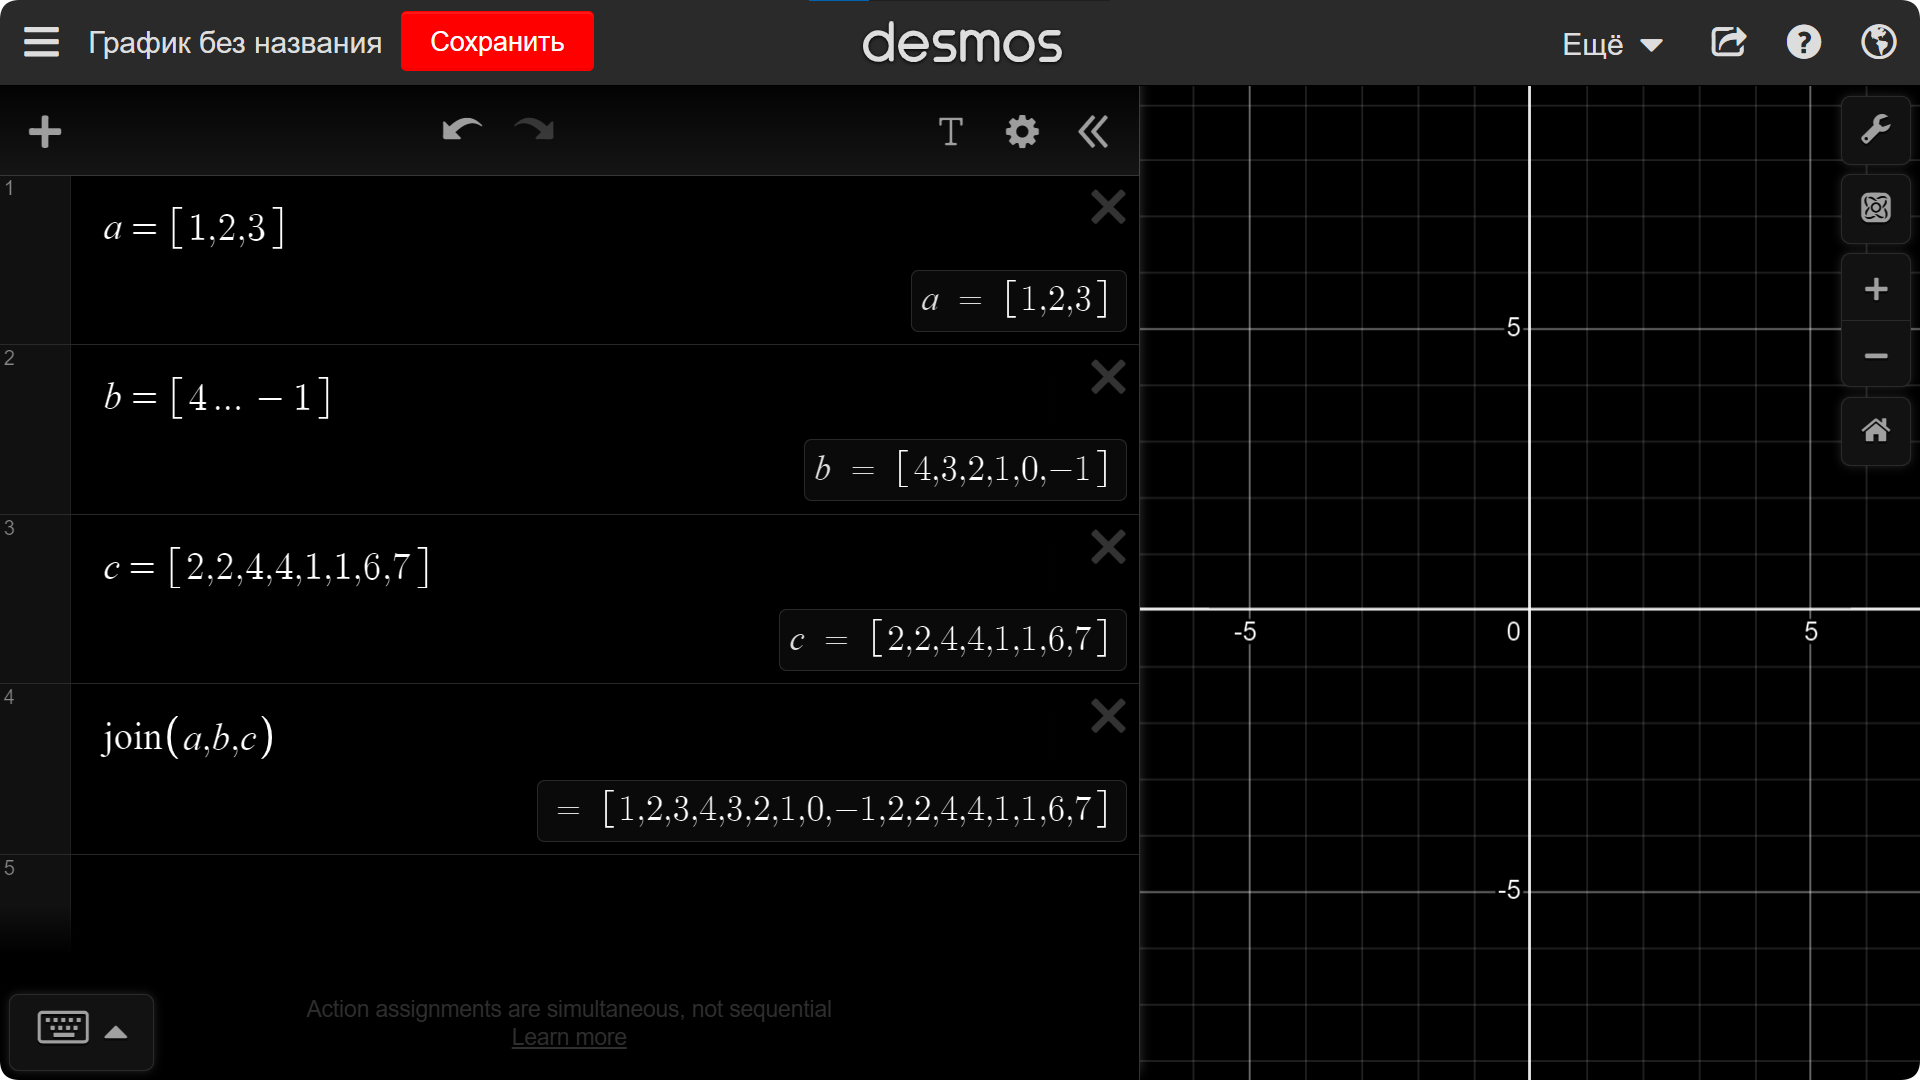 График без названия
Сохранить
desmos
Ещё
1
a = [1,2,3]
a = [1,2,3]
2
b = [4... − 1]
b = [4,3,2,1,0,−1]
3
c = [2,2,4,4,1,1,6,7]
c = [2,2,4,4,1,1,6,7]
4
join(a,b,c)
= [1,2,3,4,3,2,1,0,−1,2,2,4,4,1,1,6,7]
5
Action assignments are simultaneous, not sequential
Learn more
5
-5
0
5
-5